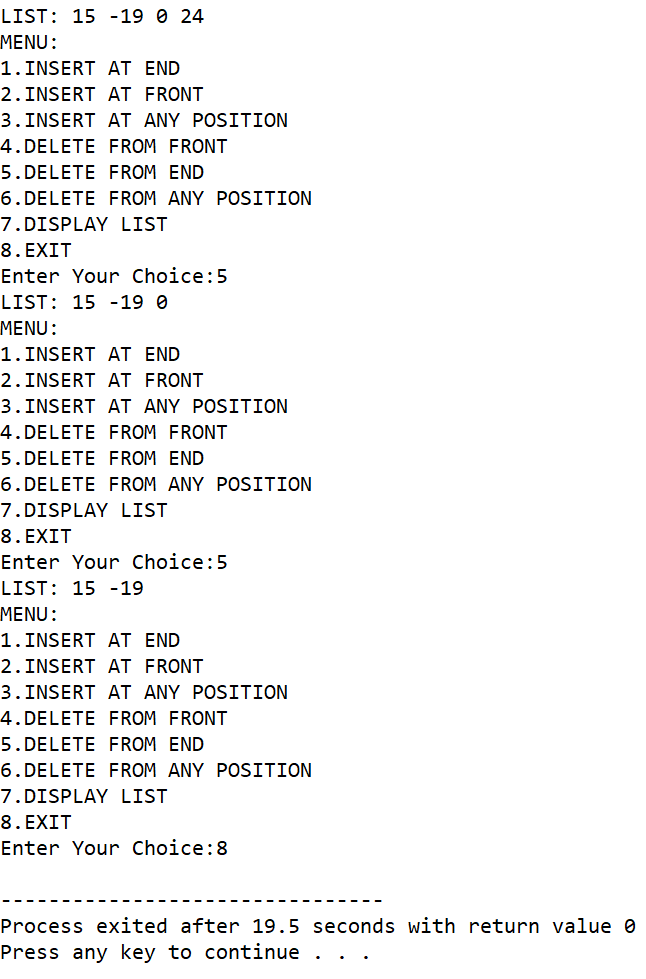 LIST: 15 -19 0 24
MENU:
1.INSERT AT END
2.INSERT AT FRONT
3.INSERT AT ANY POSITION
4.DELETE FROM FRONT
5.DELETE FROM END
6.DELETE FROM ANY POSITION
7.DISPLAY LIST
8.EXIT
Enter Your Choice:5
LIST: 15 -19 0
MENU:
1.INSERT AT END
2.INSERT AT FRONT
3.INSERT AT ANY POSITION
4.DELETE FROM FRONT
5.DELETE FROM END
6.DELETE FROM ANY POSITION
7.DISPLAY LIST
8.EXIT
Enter Your Choice:5
LIST: 15 -19
MENU:
1.INSERT AT END
2.INSERT AT FRONT
3.INSERT AT ANY POSITION
4.DELETE FROM FRONT
5.DELETE FROM END
6.DELETE FROM ANY POSITION
7.DISPLAY LIST
8.EXIT
Enter Your Choice:8
--------------------------------
Process exited after 19.5 seconds with return value 0
Press any key to continue . . .